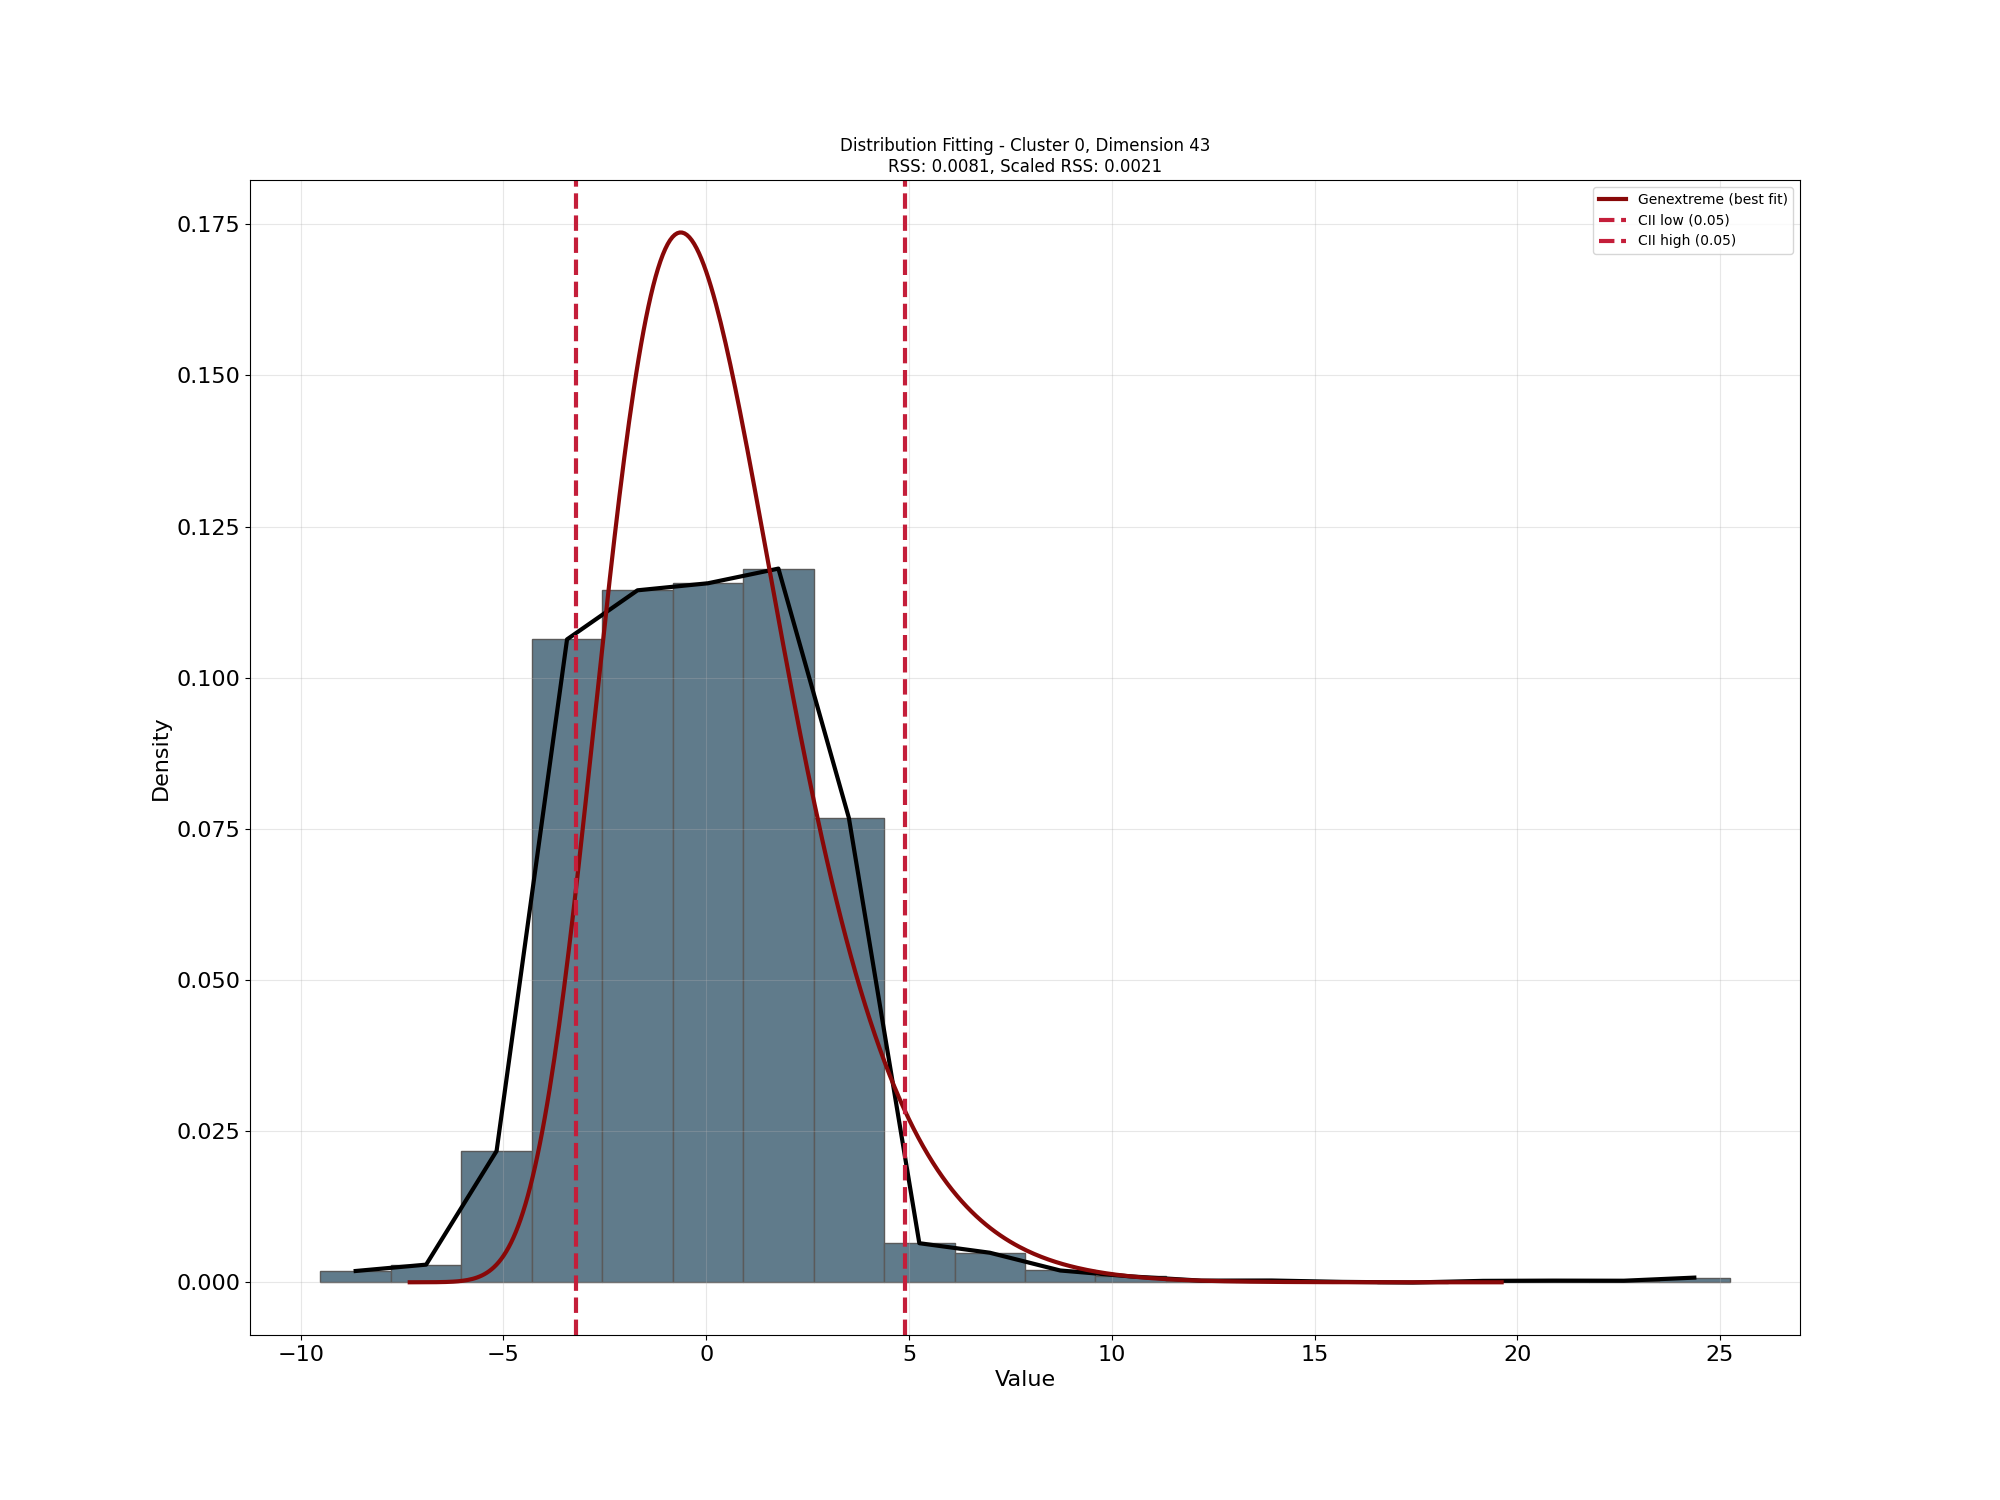 Distribution Fitting - Cluster 0, Dimension 43
RSS: 0.0081, Scaled RSS: 0.0021
Genextreme (best fit)
CII low (0.05)
CII high (0.05)
0.175
0.150
0.125
0.100
0.075
0.050
0.025
0.000
Density
−10
−5
0
5
10
15
20
25
Value